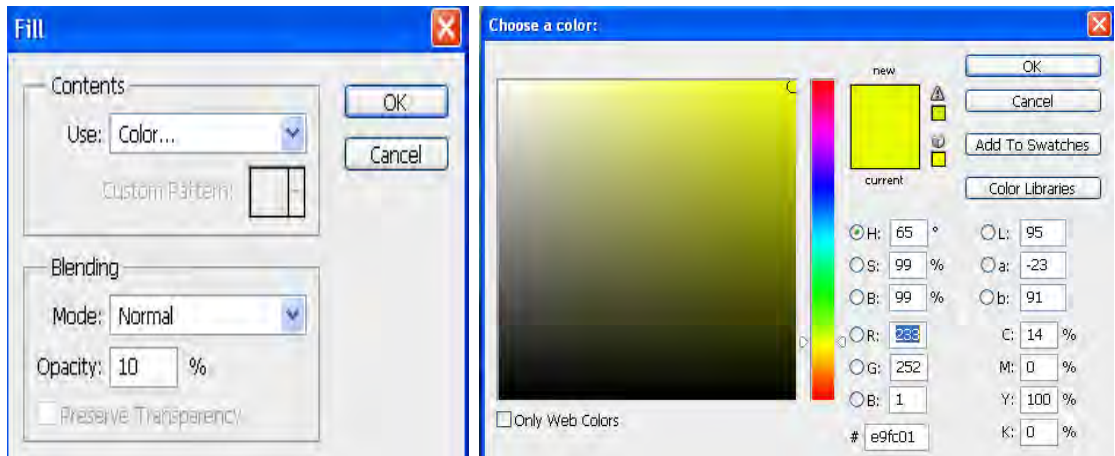 Fill
Contents
Use: Color...
Custom Pattern:
OK
Cancel
Blending
Mode: Normal
Opacity: 10 %
Preserve Transparency
Choose a color:
new
current
OK
Cancel
Add To Swatches
Color Libraries
H: 65 °
S: 99 %
B: 99 %
R: 233
G: 252
B: 1
# e9fc01
L: 95
a: -23
b: 91
C: 14 %
M: 0 %
Y: 100 %
K: 0 %
Only Web Colors